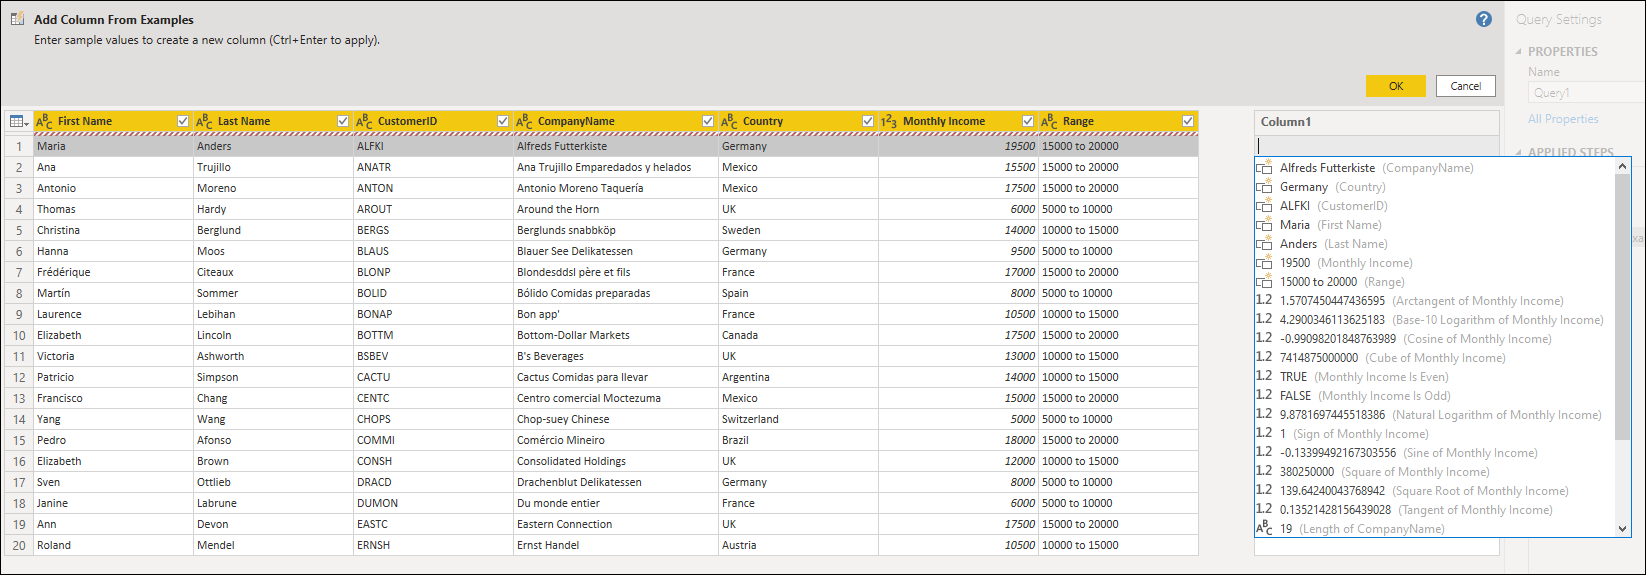 Add Column From Examples
Enter sample values to create a new column (Ctrl+Enter to apply).
?
OK
Cancel
Query Settings
PROPERTIES
Name
Query1
All Properties
APPLIED STEPS
ABC First Name ABC Last Name ABC CustomerID ABC CompanyName ABC Country 123 Monthly Income ABC Range
1 Maria Anders ALFKI Alfreds Futterkiste Germany 19500 15000 to 20000
2 Ana Trujillo ANATR Ana Trujillo Emparedados y helados Mexico 15500 15000 to 20000
3 Antonio Moreno ANTON Antonio Moreno Taquería Mexico 17500 15000 to 20000
4 Thomas Hardy AROUT Around the Horn UK 6000 5000 to 10000
5 Christina Berglund BERGS Berglunds snabbköp Sweden 14000 10000 to 15000
6 Hanna Moos BLAUS Blauer See Delikatessen Germany 9500 5000 to 10000
7 Frédérique Citeaux BLONP Blondesddsl père et fils France 17000 15000 to 20000
8 Martín Sommer BOLID Bólido Comidas preparadas Spain 8000 5000 to 10000
9 Laurence Lebihan BONAP Bon app' France 10500 10000 to 15000
10 Elizabeth Lincoln BOTTM Bottom-Dollar Markets Canada 17500 15000 to 20000
11 Victoria Ashworth BSBEV B's Beverages UK 13000 10000 to 15000
12 Patricio Simpson CACTU Cactus Comidas para llevar Argentina 14000 10000 to 15000
13 Francisco Chang CENTC Centro comercial Moctezuma Mexico 15000 15000 to 20000
14 Yang Wang CHOPS Chop-suey Chinese Switzerland 5000 5000 to 10000
15 Pedro Afonso COMMI Comércio Mineiro Brazil 18000 15000 to 20000
16 Elizabeth Brown CONSH Consolidated Holdings UK 12000 10000 to 15000
17 Sven Ottlieb DRACD Drachenblut Delikatessen Germany 8000 5000 to 10000
18 Janine Labrune DUMON Du monde entier France 6000 5000 to 10000
19 Ann Devon EASTC Eastern Connection UK 17500 15000 to 20000
20 Roland Mendel ERNSH Ernst Handel Austria 10500 10000 to 15000
Column1
Alfreds Futterkiste (CompanyName)
Germany (Country)
ALFKI (CustomerID)
Maria (First Name)
Anders (Last Name)
19500 (Monthly Income)
15000 to 20000 (Range)
1.2 1.5707450447436595 (Arctangent of Monthly Income)
1.2 4.2900346113625183 (Base-10 Logarithm of Monthly Income)
1.2 -0.99098201848763989 (Cosine of Monthly Income)
1.2 7414875000000 (Cube of Monthly Income)
1.2 TRUE (Monthly Income Is Even)
1.2 FALSE (Monthly Income Is Odd)
1.2 9.8781697445518386 (Natural Logarithm of Monthly Income)
1.2 1 (Sign of Monthly Income)
1.2 -0.13399492167303556 (Sine of Monthly Income)
1.2 380250000 (Square of Monthly Income)
1.2 139.64240043768942 (Square Root of Monthly Income)
1.2 0.13521428156439028 (Tangent of Monthly Income)
ABC 19 (Length of CompanyName)